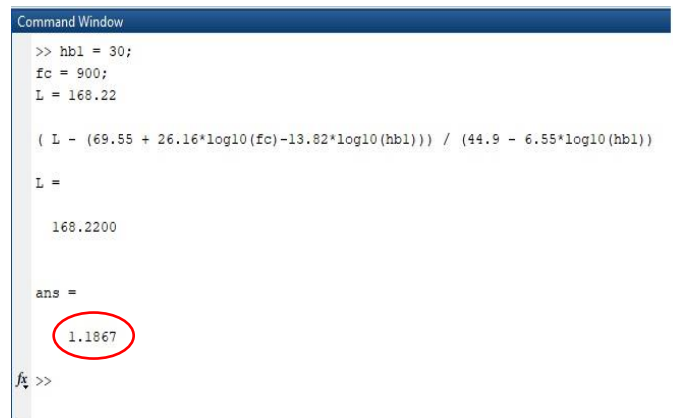 Command Window
>> hb1 = 30;
fc = 900;
L = 168.22
( L - (69.55 + 26.16*log10(fc)-13.82*log10(hb1))) / (44.9 - 6.55*log10(hb1))
L =
168.2200
ans =
1.1867
fx >>